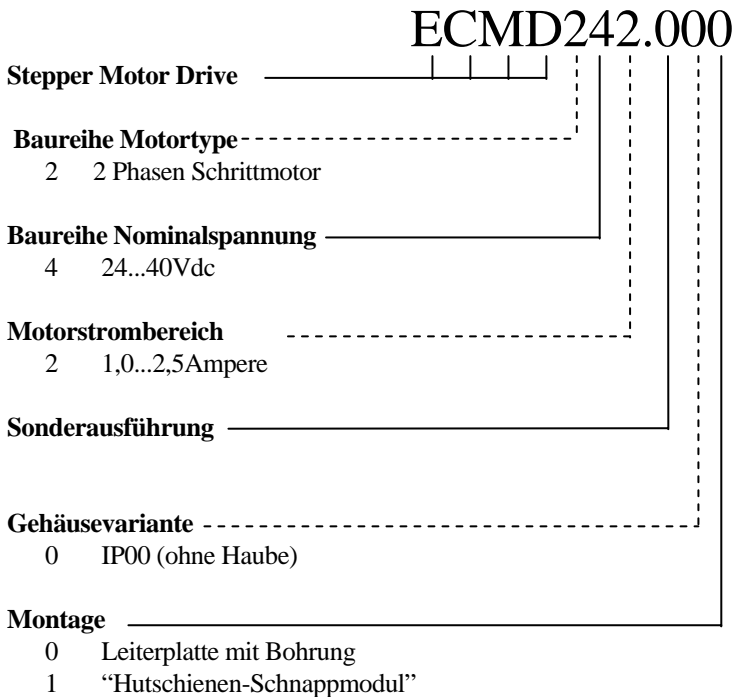 ECMD242.000
Stepper Motor Drive
Baureihe Motortype
2 2 Phasen Schrittmotor
Baureihe Nominalspannung
4 24...40Vdc
Motorstrombereich
2 1,0...2,5Ampere
Sonderausführung
Gehäusevariante
0 IP00 (ohne Haube)
Montage
0 Leiterplatte mit Bohrung
1 “Hutschienen-Schnappmodul”